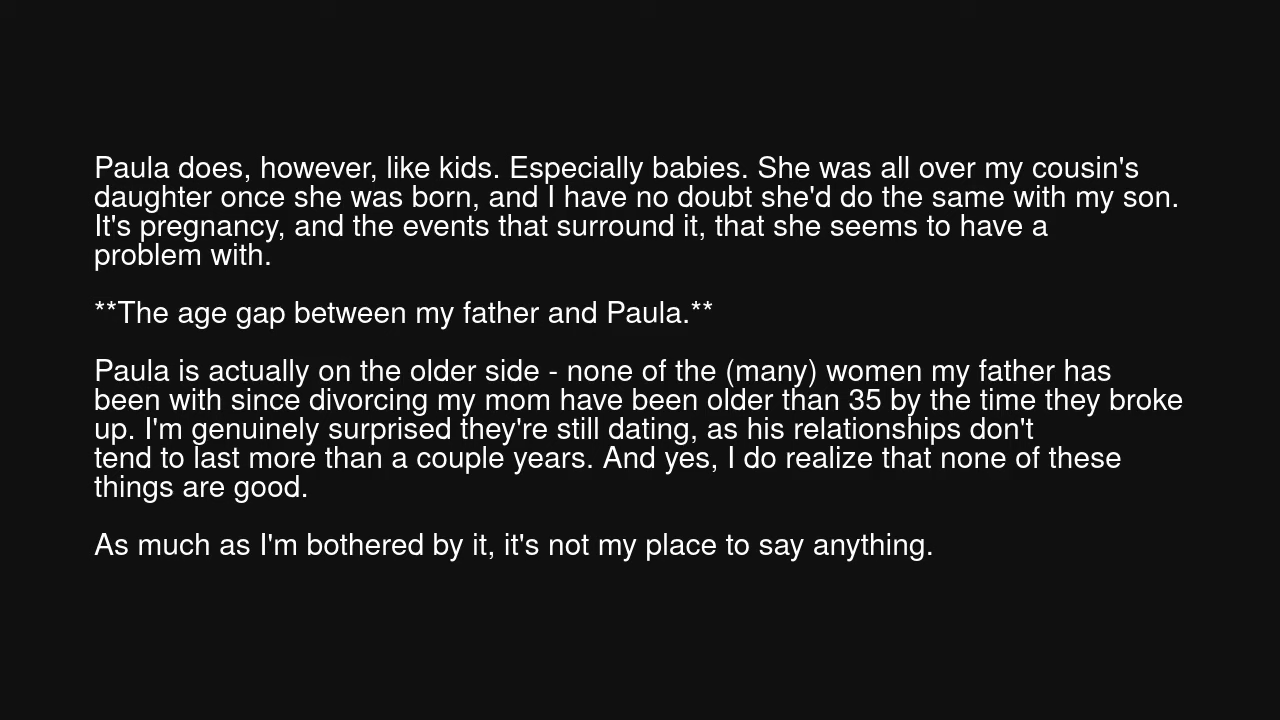 Paula does, however, like kids. Especially babies. She was all over my cousin's
daughter once she was born, and I have no doubt she'd do the same with my son.
It's pregnancy, and the events that surround it, that she seems to have a
problem with.
**The age gap between my father and Paula.**
Paula is actually on the older side - none of the (many) women my father has
been with since divorcing my mom have been older than 35 by the time they broke
up. I'm genuinely surprised they're still dating, as his relationships don't
tend to last more than a couple years. And yes, I do realize that none of these
things are good.
As much as I'm bothered by it, it's not my place to say anything.